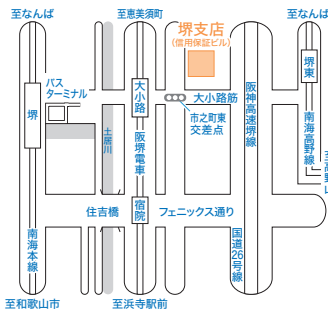 至なんば
至恵美須町
至なんば
堺支店
(信用保証ビル)
バス
ターミナル
堺
大小路
大小路筋
市之町東
交差点
堺東
阪神高速堺線
南海高野線
至高野山
土居川
阪堺電車
宿院
住吉橋
フェニックス通り
南海本線
国道26号線
至和歌山市
至浜寺駅前